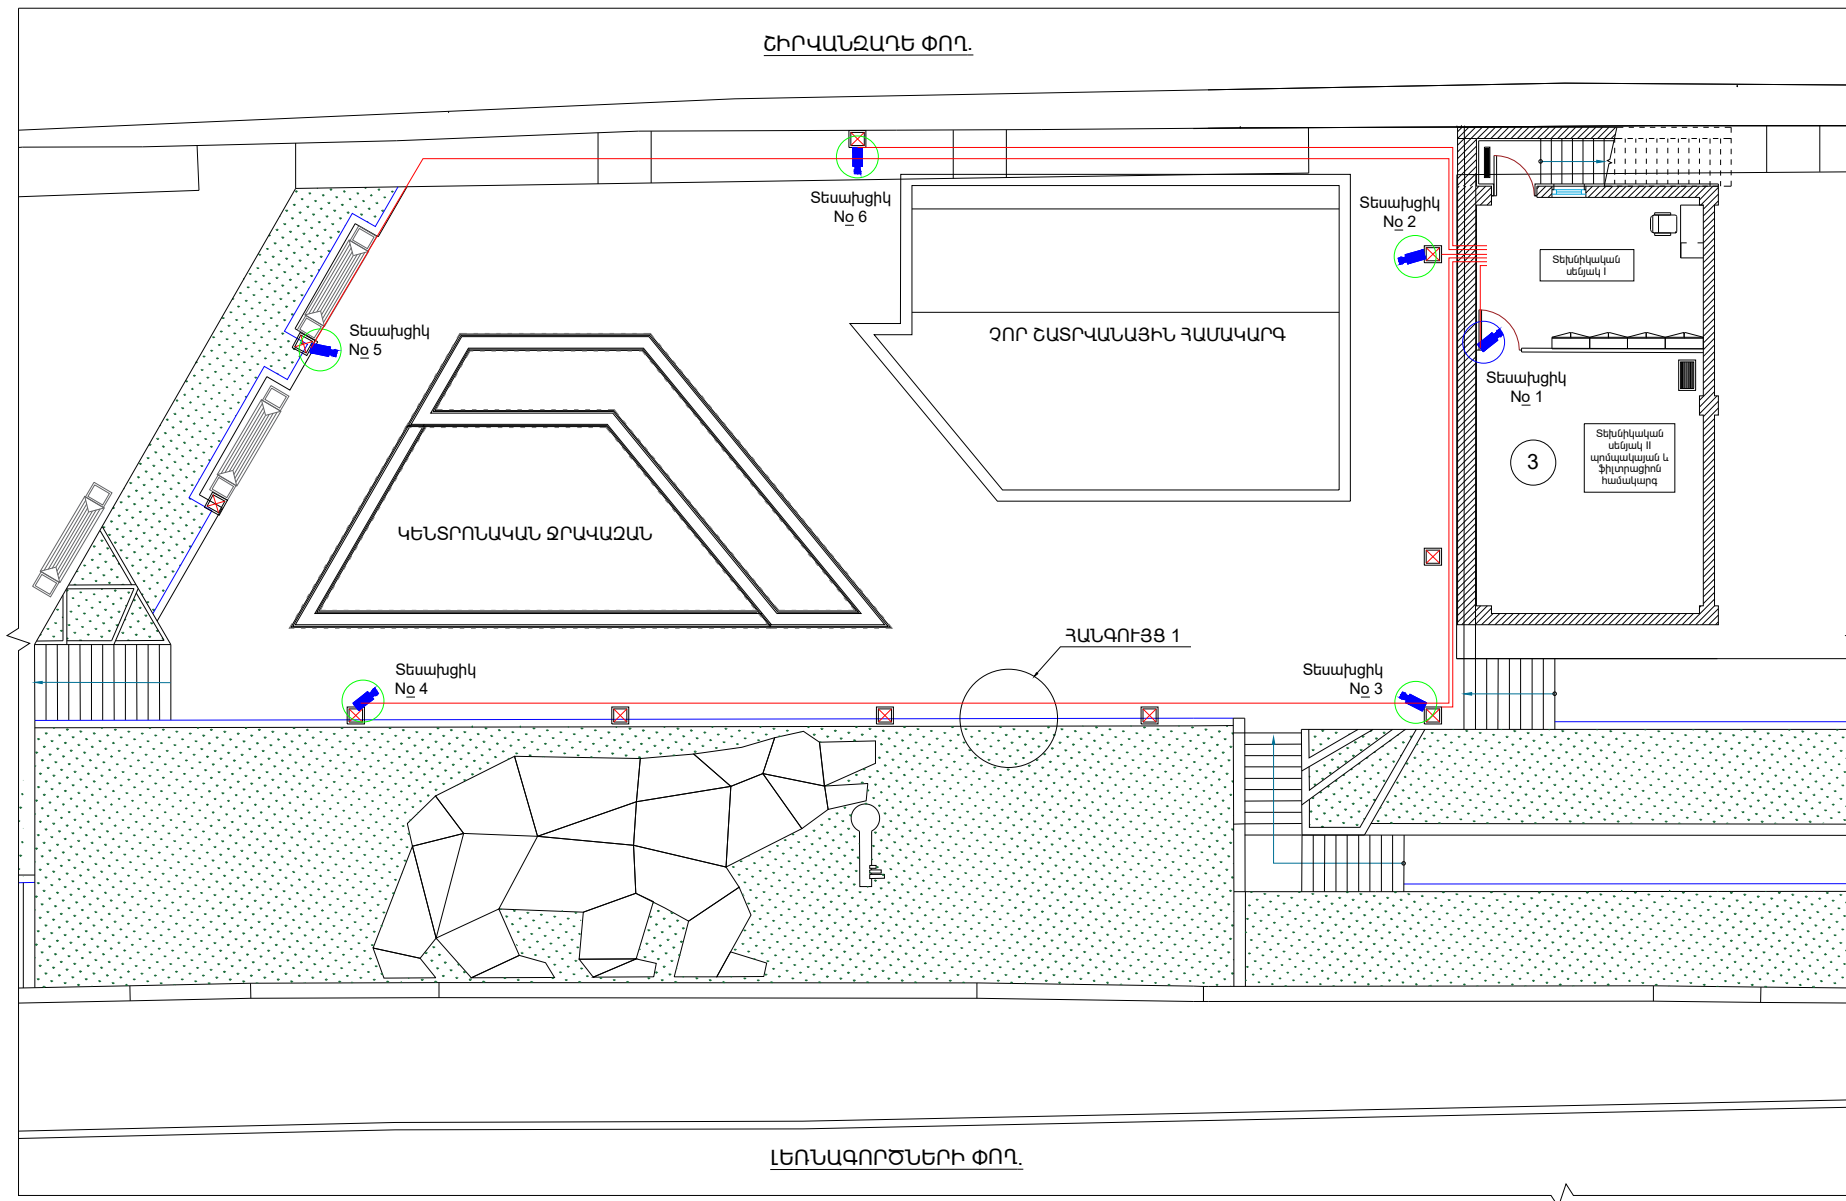 ՇԻՐՎԱՆԶԱԴԵ ՓՈՂ.
Տեսախցիկ
No 6
Տեսախցիկ
No 2
Տեխնիկական
սենյակ I
Տեսախցիկ
No 5
ՉՈՐ ՇԱՏՐՎԱՆԱՅԻՆ ՀԱՄԱԿԱՐԳ
Տեսախցիկ
No 1
3
Տեխնիկական
սենյակ II
պոմպակայան և
ֆիլտրացիոն
համակարգ
ԿԵՆՏՐՈՆԱԿԱՆ ՋՐԱՎԱԶԱՆ
ՀԱՆԳՈՒՅՑ 1
Տեսախցիկ
No 4
Տեսախցիկ
No 3
ԼԵՌՆԱԳՈՐԾՆԵՐԻ ՓՈՂ.